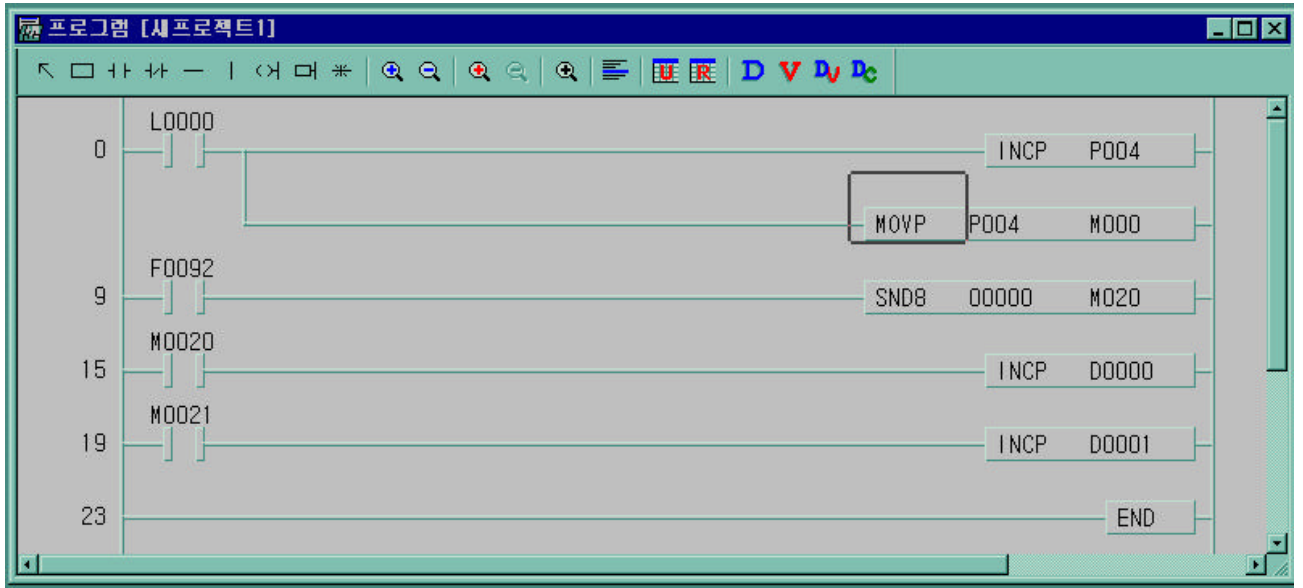 프로그램 [새프로젝트1]
U R D V DU DC
L0000
0 INCP P004
MOVP P004 M000
F0092
9 SND8 00000 M020
M0020
15 INCP D0000
M0021
19 INCP D0001
23 END